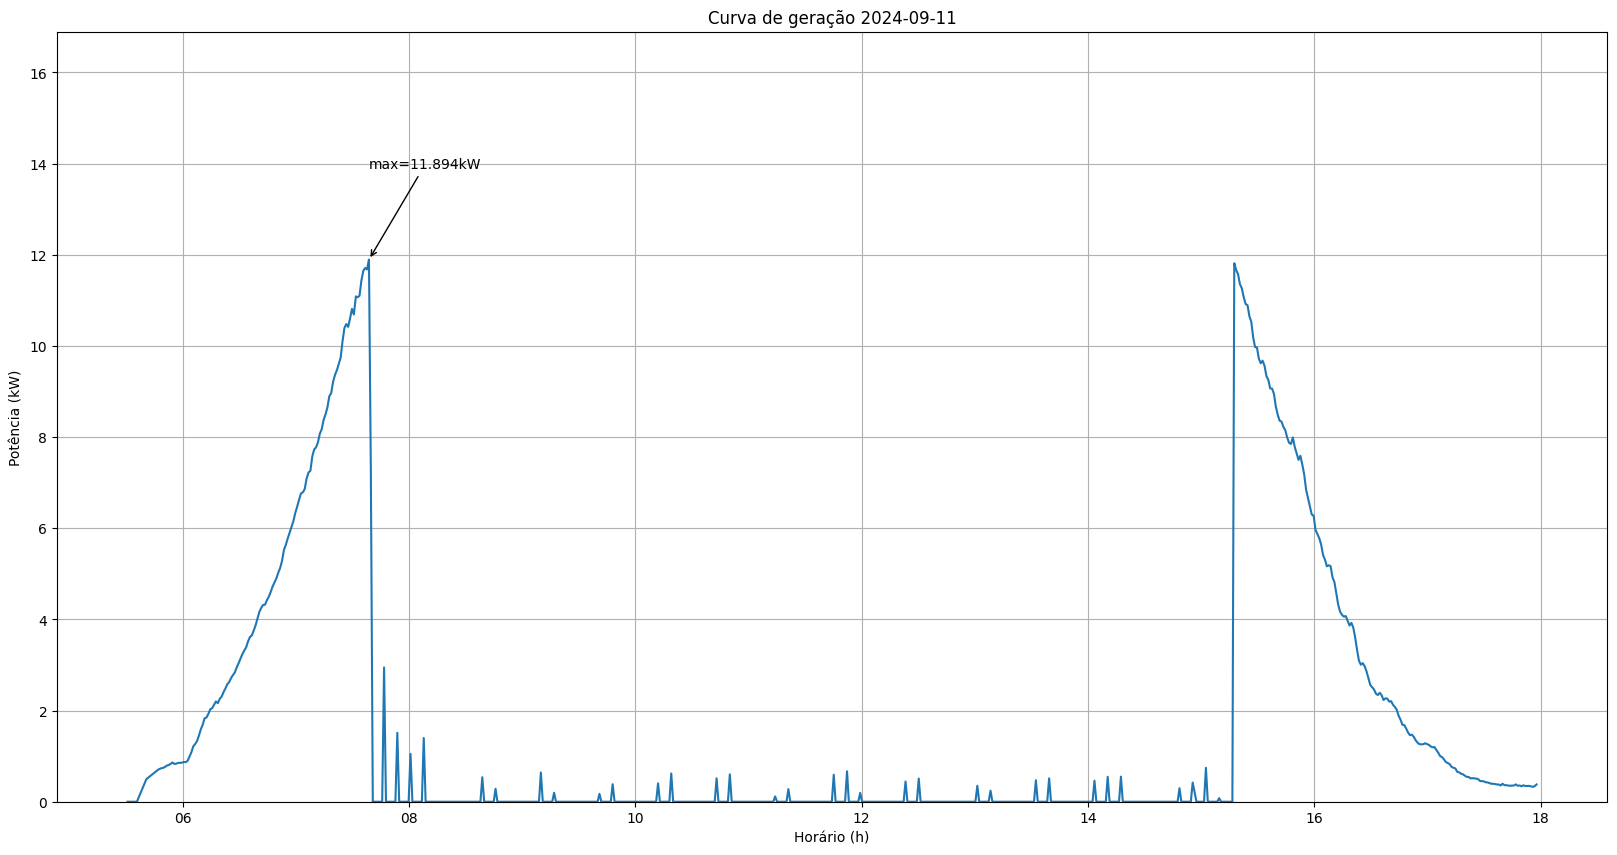 Curva de geração 2024-09-11
16
14
12
10
8
6
4
2
0
max=11.894kW
Potência (kW)
06 08 10 12 14 16 18
Horário (h)